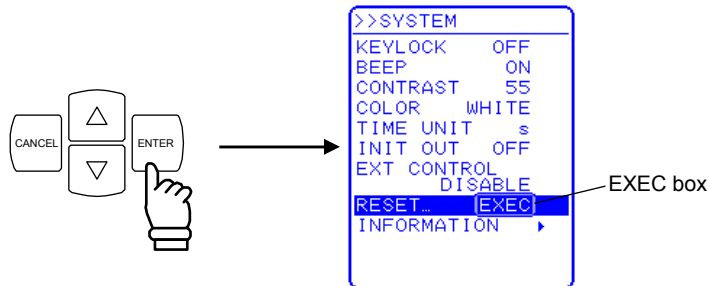 CANCEL
△
▽
ENTER
>>SYSTEM
KEYLOCK OFF
BEEP ON
CONTRAST 55
COLOR WHITE
TIME UNIT s
INIT OUT OFF
EXT CONTROL
DISABLE
RESET… EXEC
INFORMATION
EXEC box